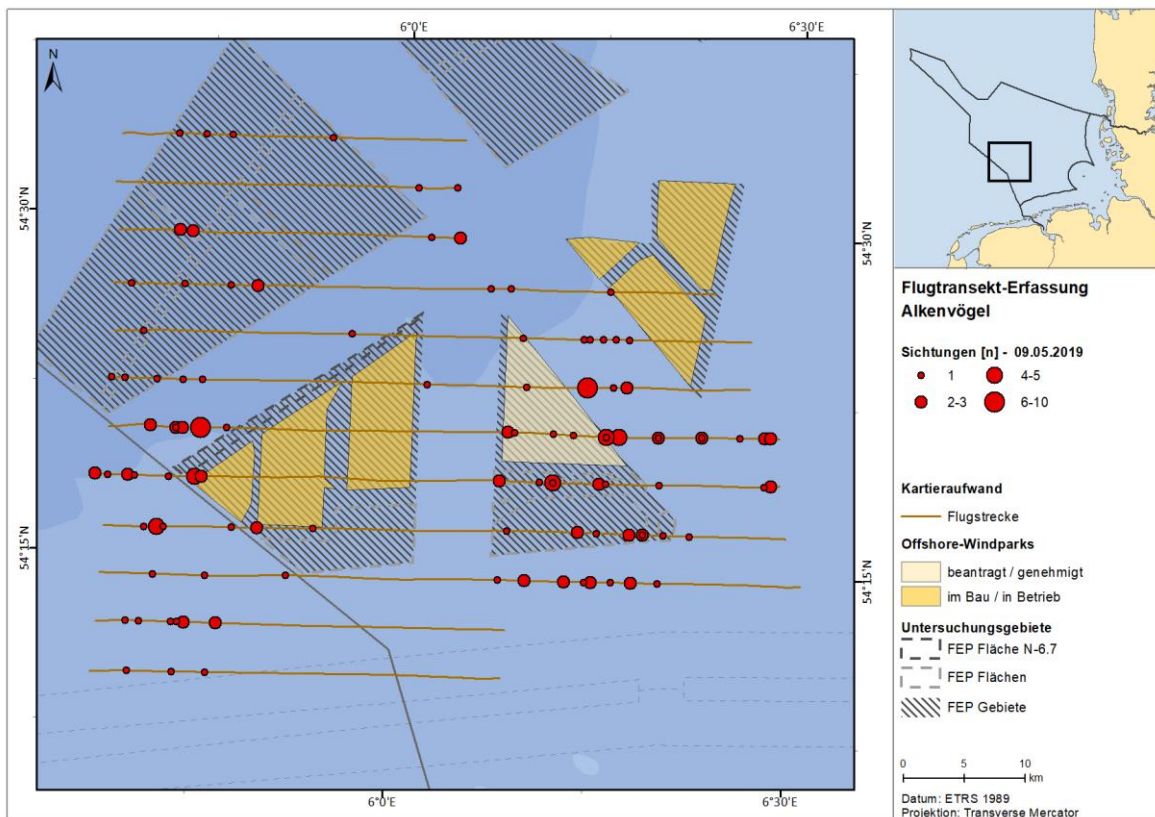 6°0'E
6°30'E
N
54°30'N
54°30'N
54°15'N
54°15'N
6°0'E
6°30'E
Flugtransekt-Erfassung
Alkenvögel
Sichtungen [n] - 09.05.2019
1
4-5
2-3
6-10
Kartieraufwand
Flugstrecke
Offshore-Windparks
beantragt / genehmigt
im Bau / in Betrieb
Untersuchungsgebiete
FEP Fläche N-6.7
FEP Flächen
FEP Gebiete
0 5 10
km
Datum: ETRS 1989
Projektion: Transverse Mercator